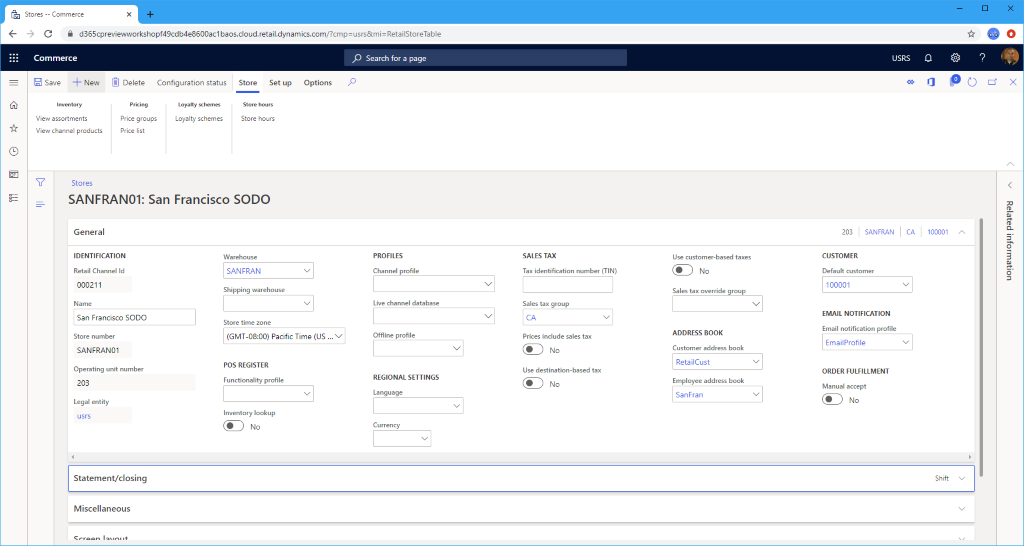 Stores -- Commerce
d365cpreviewworkshopf49cdb4e8600ac1baos.cloud.retail.dynamics.com/?cmp=usrs&mi=RetailStoreTable
Commerce
Search for a page
USRS
?
Save
New
Delete
Configuration status
Store
Set up
Options
0
Inventory
Pricing
Loyalty schemes
Store hours
View assortments
Price groups
Loyalty schemes
Store hours
View channel products
Price list
Stores
SANFRAN01: San Francisco SODO
Related information
General
203
SANFRAN
CA
100001
IDENTIFICATION
Retail Channel Id
000211
Name
San Francisco SODO
Store number
SANFRAN01
Operating unit number
203
Legal entity
usrs
Warehouse
SANFRAN
Shipping warehouse
Store time zone
(GMT-08:00) Pacific Time (US ...
POS REGISTER
Functionality profile
Inventory lookup
No
PROFILES
Channel profile
Live channel database
Offline profile
REGIONAL SETTINGS
Language
Currency
SALES TAX
Tax identification number (TIN)
Sales tax group
CA
Prices include sales tax
No
Use destination-based tax
No
Use customer-based taxes
No
Sales tax override group
ADDRESS BOOK
Customer address book
RetailCust
Employee address book
SanFran
CUSTOMER
Default customer
100001
EMAIL NOTIFICATION
Email notification profile
EmailProfile
ORDER FULFILLMENT
Manual accept
No
Statement/closing
Shift
Miscellaneous
Screen layout